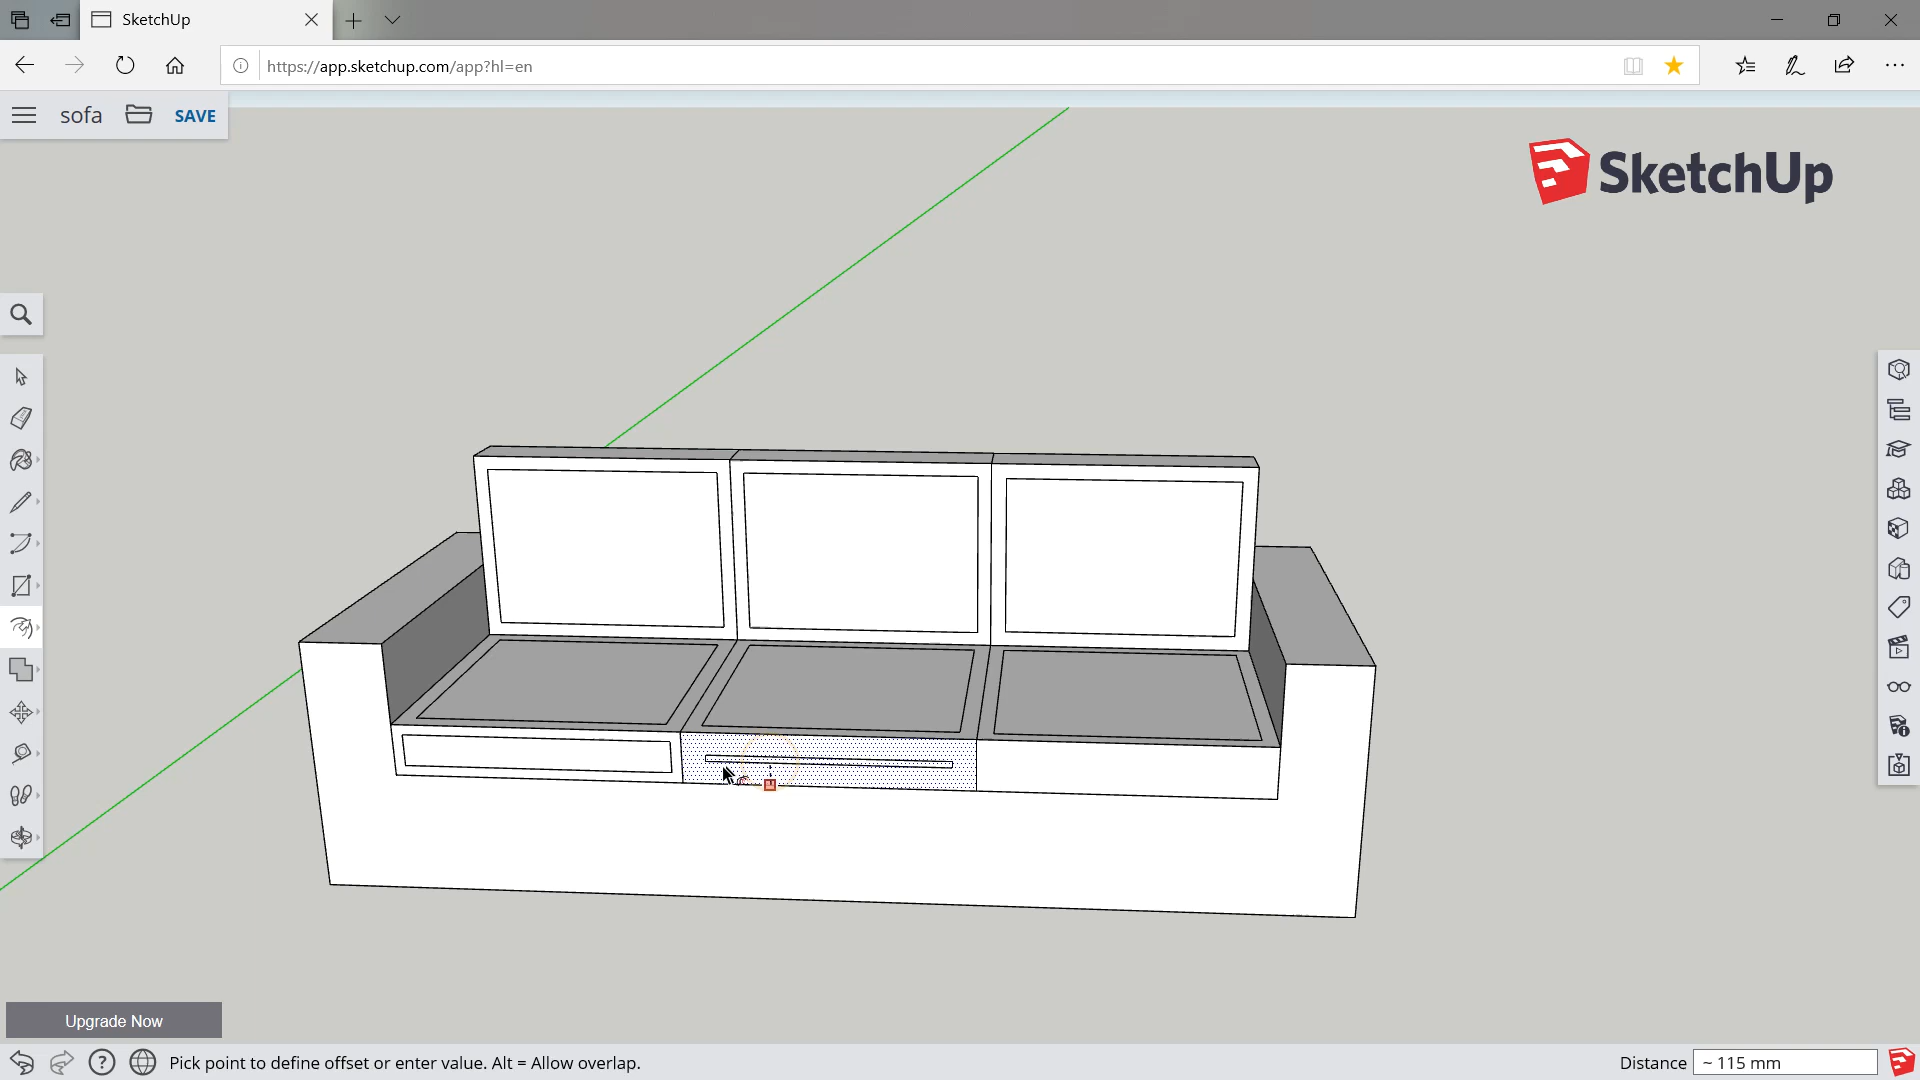 SketchUp
https://app.sketchup.com/app?hl=en
sofa SAVE
SketchUp
Upgrade Now
Pick point to define offset or enter value. Alt = Allow overlap.
Distance ~ 115 mm